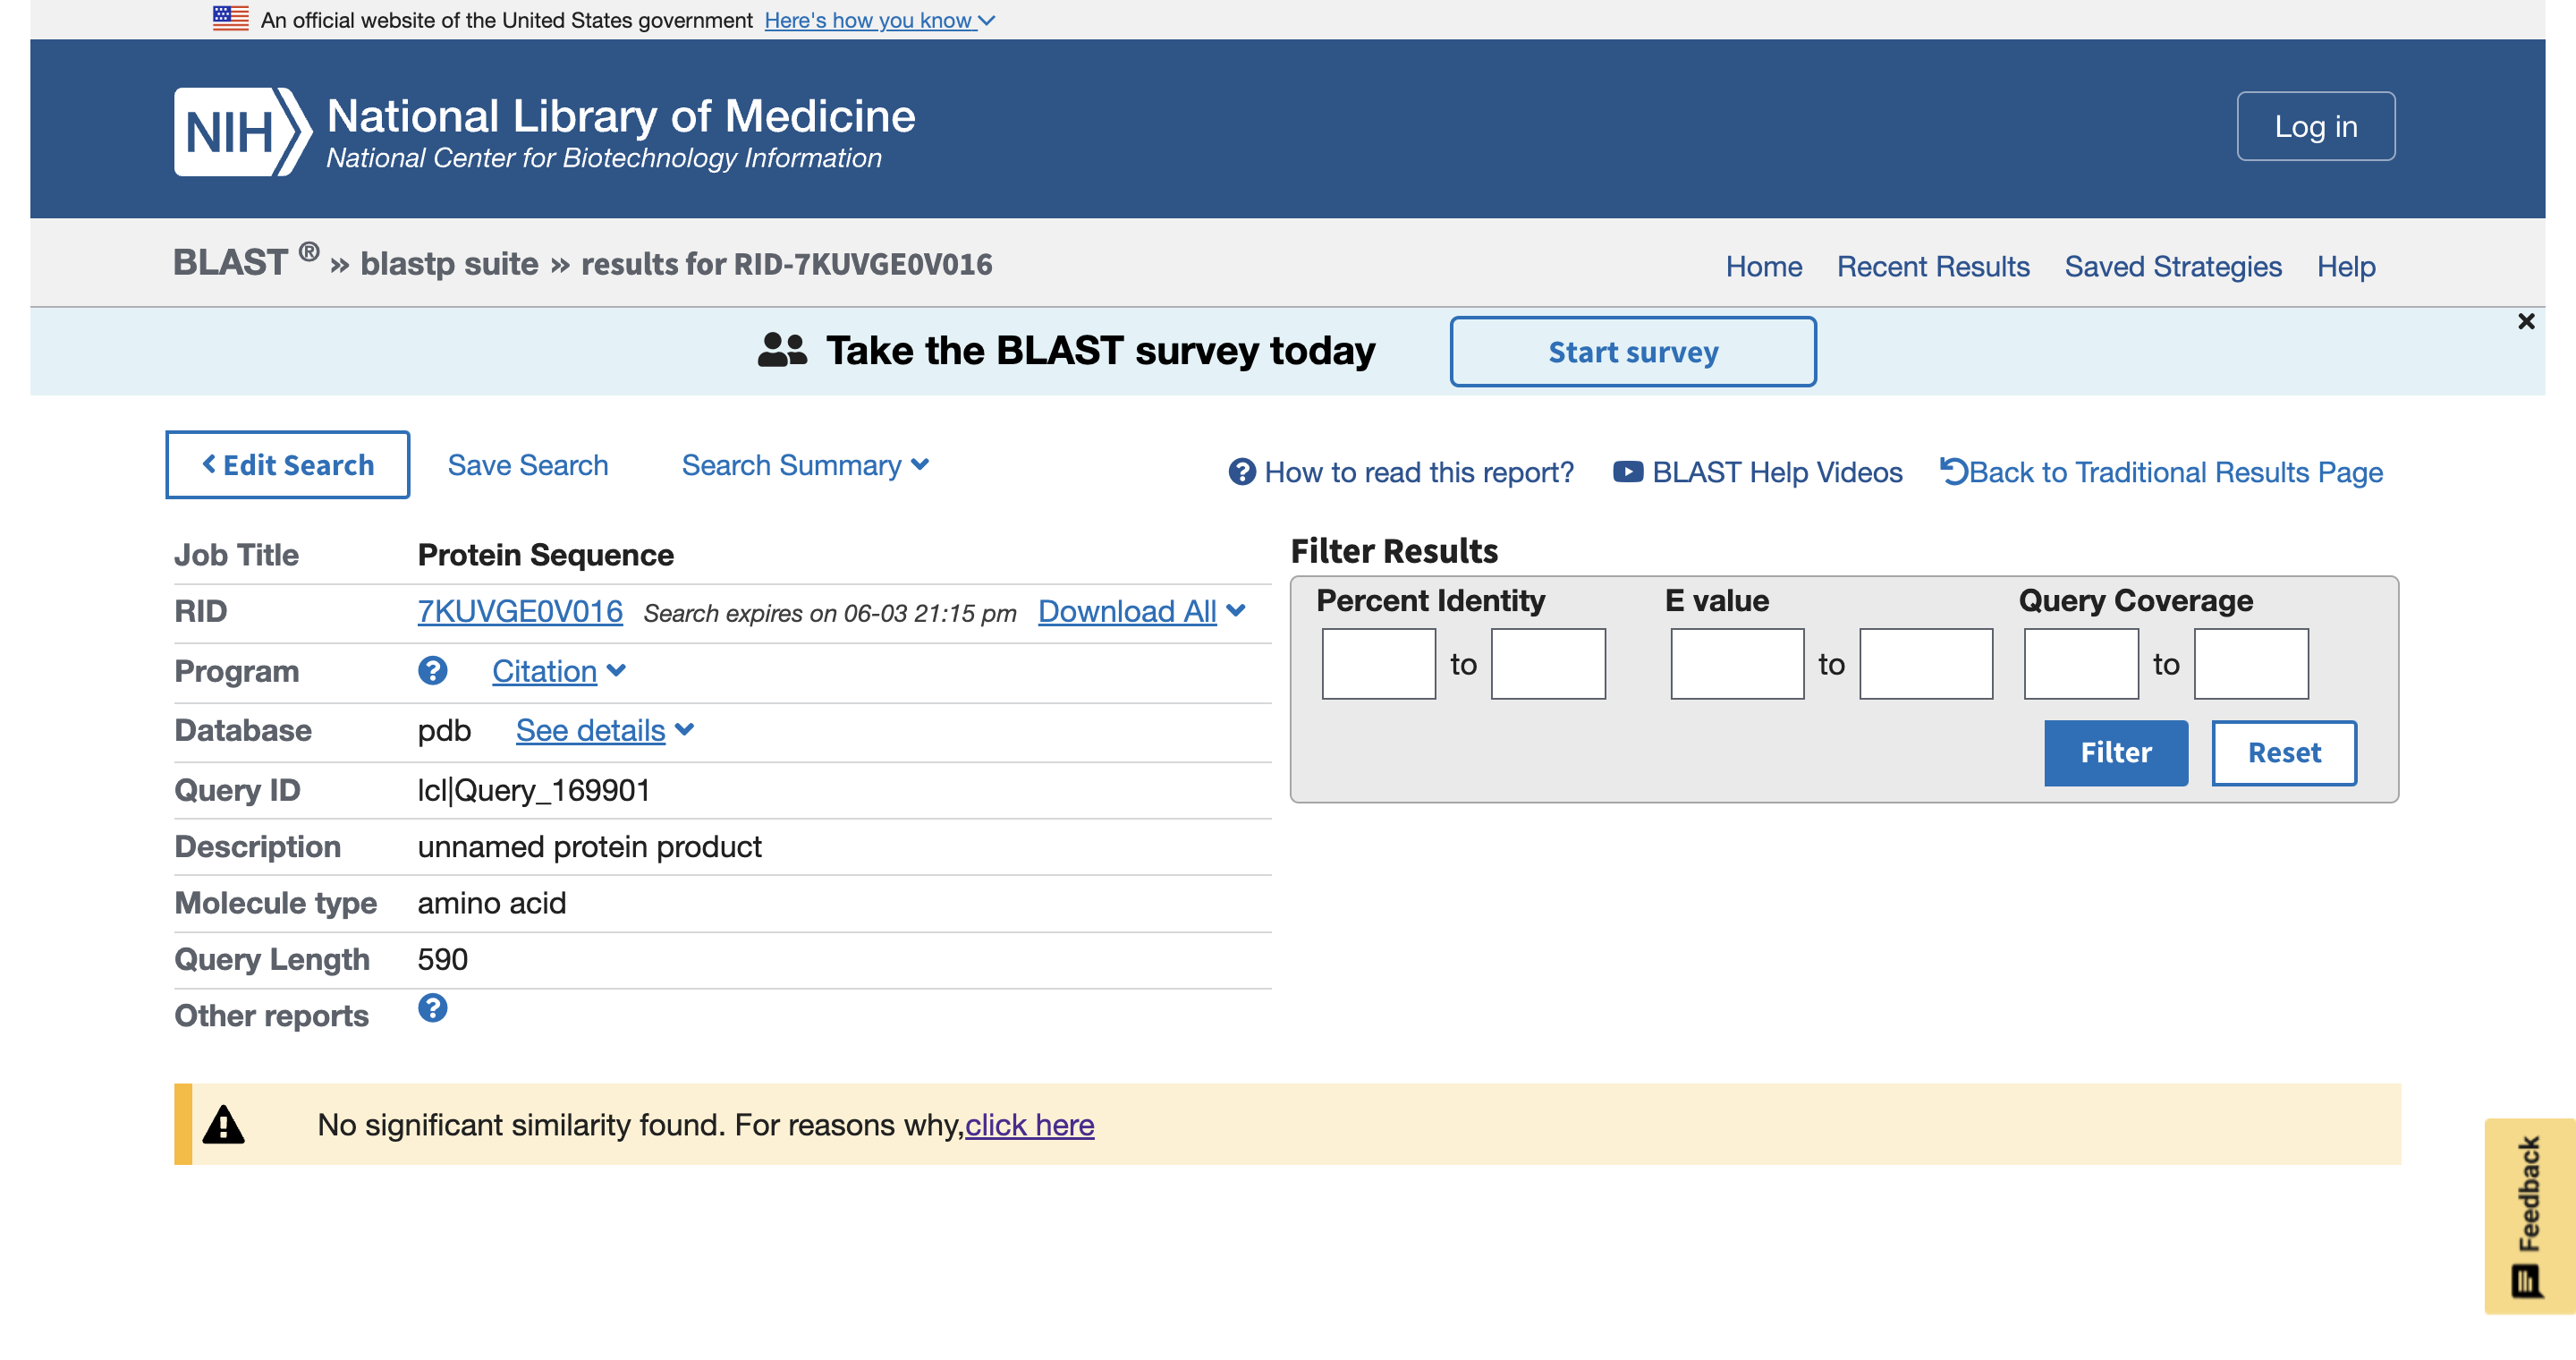 An official website of the United States government Here's how you know
NIH National Library of Medicine
National Center for Biotechnology Information
Log in
BLAST ® » blastp suite » results for RID-7KUVGE0V016
Home Recent Results Saved Strategies Help
Take the BLAST survey today Start survey
Edit Search Save Search Search Summary
How to read this report? BLAST Help Videos Back to Traditional Results Page
Job Title Protein Sequence
RID 7KUVGE0V016 Search expires on 06-03 21:15 pm Download All
Program Citation
Database pdb See details
Query ID lcl|Query_169901
Description unnamed protein product
Molecule type amino acid
Query Length 590
Other reports
Filter Results
Percent Identity E value Query Coverage
to to to
Filter Reset
No significant similarity found. For reasons why,click here
Feedback